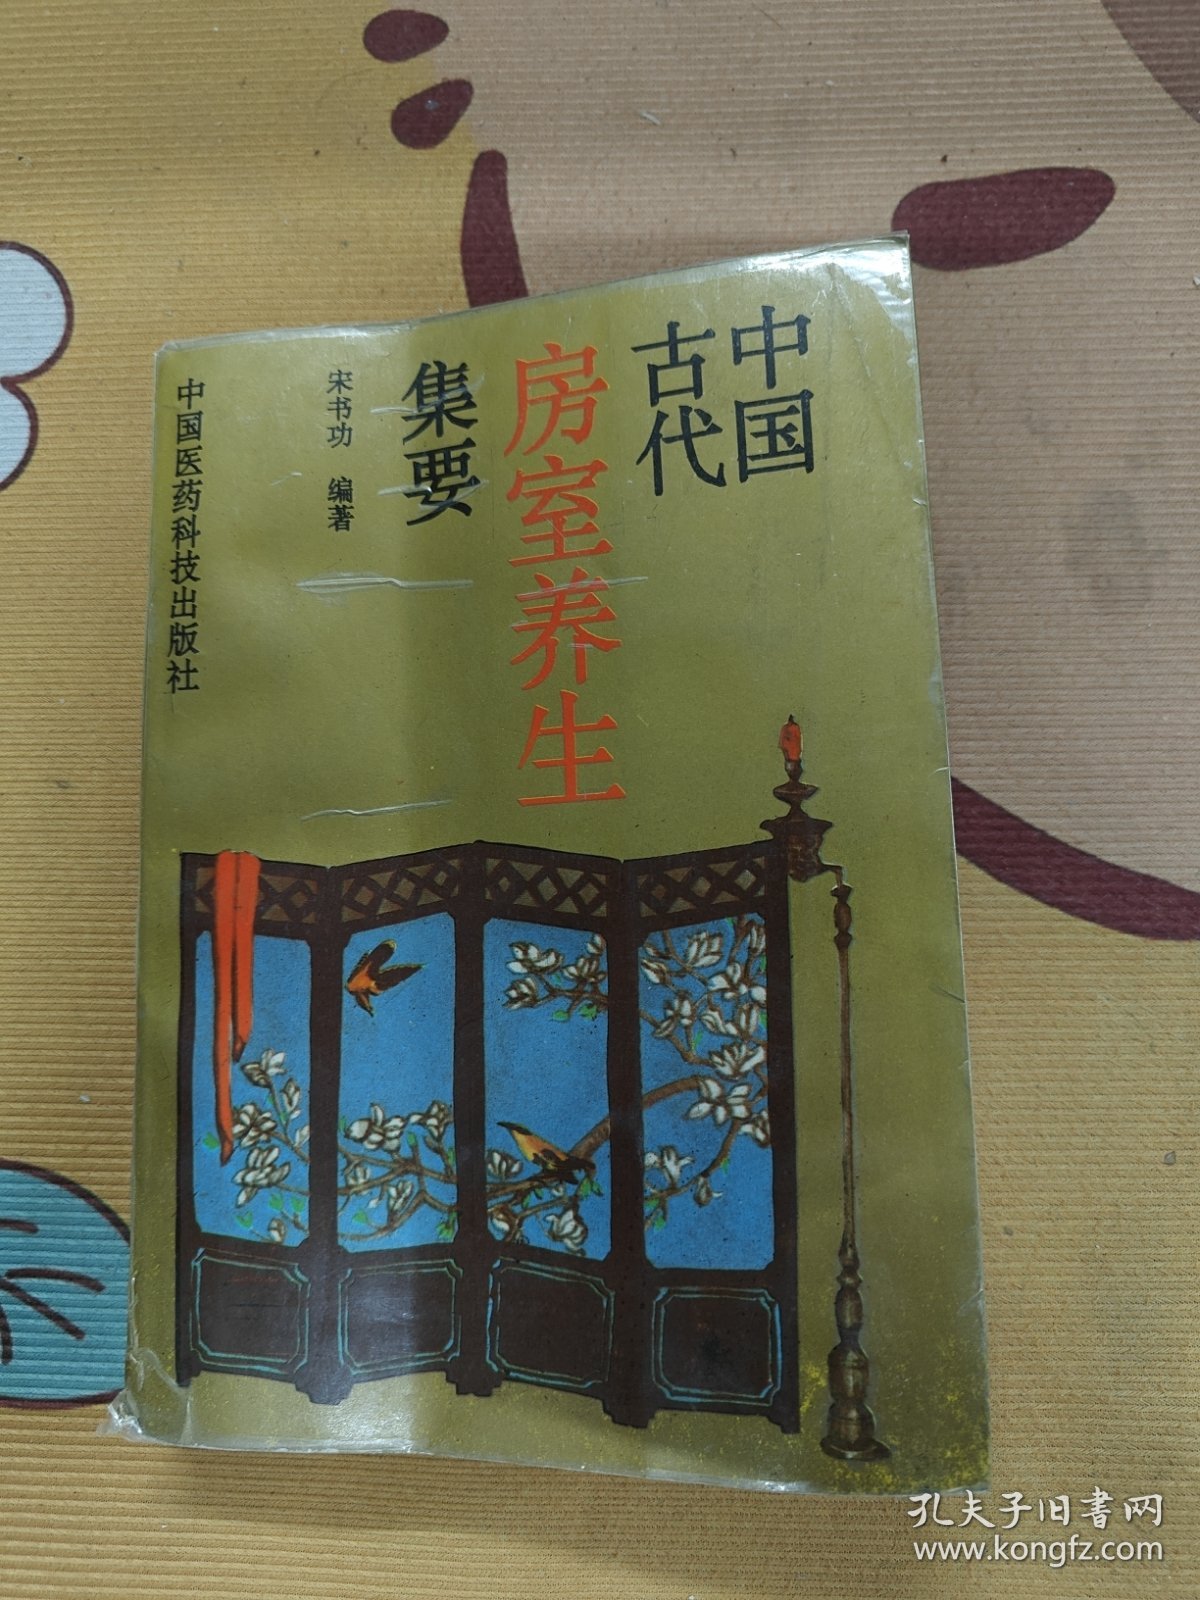 中国
古代
房室养生
集要
宋书功 编著
中国医药科技出版社
孔夫子旧书网
www.kongfz.com